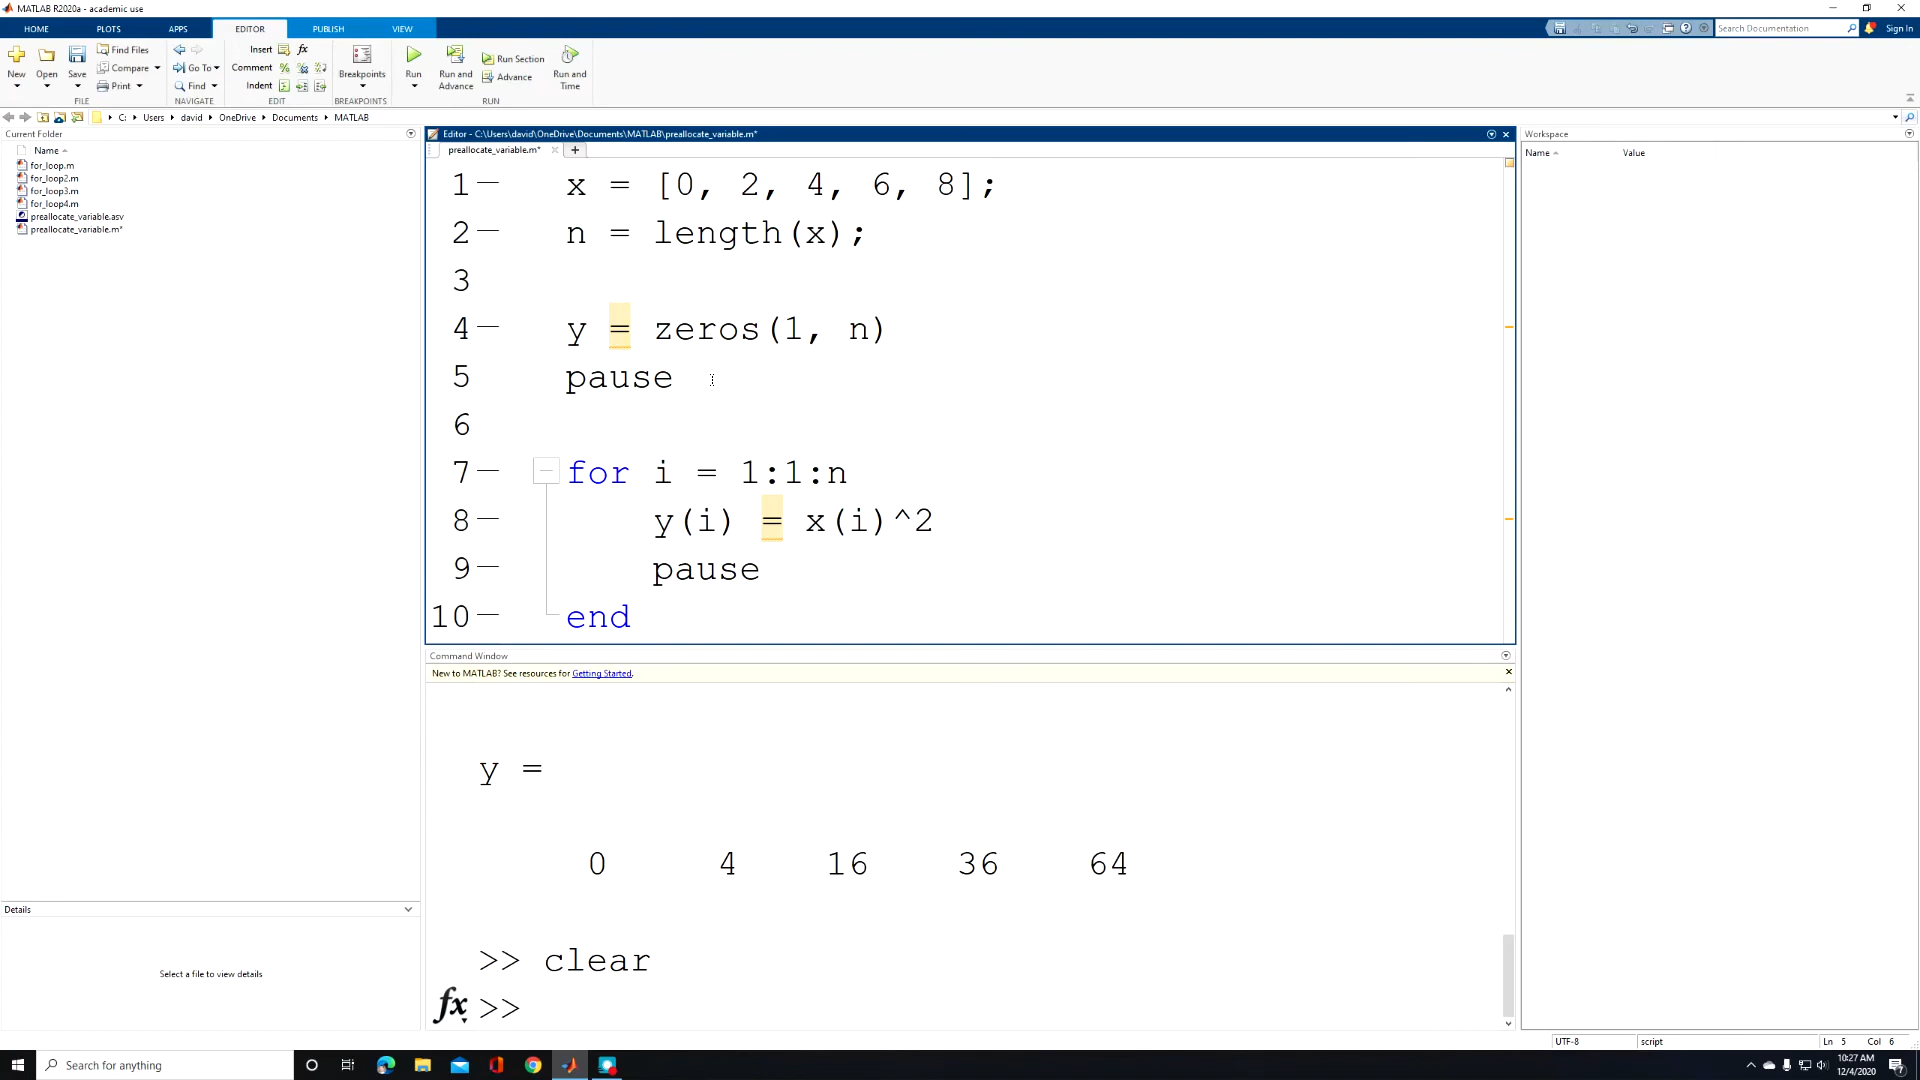 MATLAB R2020a - academic use
HOME PLOTS APPS EDITOR PUBLISH VIEW
Search Documentation Sign In
New Open Save Find Files Compare Print
Go To Find
Insert fx Comment % Indent
Breakpoints Run Run and Advance Run Section Advance Run and Time
FILE NAVIGATE EDIT BREAKPOINTS RUN
C: Users david OneDrive Documents MATLAB
Current Folder
Name
for_loop.m
for_loop2.m
for_loop3.m
for_loop4.m
preallocate_variable.asv
preallocate_variable.m*
Details
Select a file to view details
Editor - C:\Users\david\OneDrive\Documents\MATLAB\preallocate_variable.m*
preallocate_variable.m* × +
1 x = [0, 2, 4, 6, 8];
2 n = length(x);
3
4 y = zeros(1, n)
5 pause
6
7 for i = 1:1:n
8 y(i) = x(i)^2
9 pause
10 end
Command Window
New to MATLAB? See resources for Getting Started.
y =
0 4 16 36 64
>> clear
fx >>
Workspace
Name Value
UTF-8 script Ln 5 Col 6
Search for anything
10:27 AM
12/4/2020
7